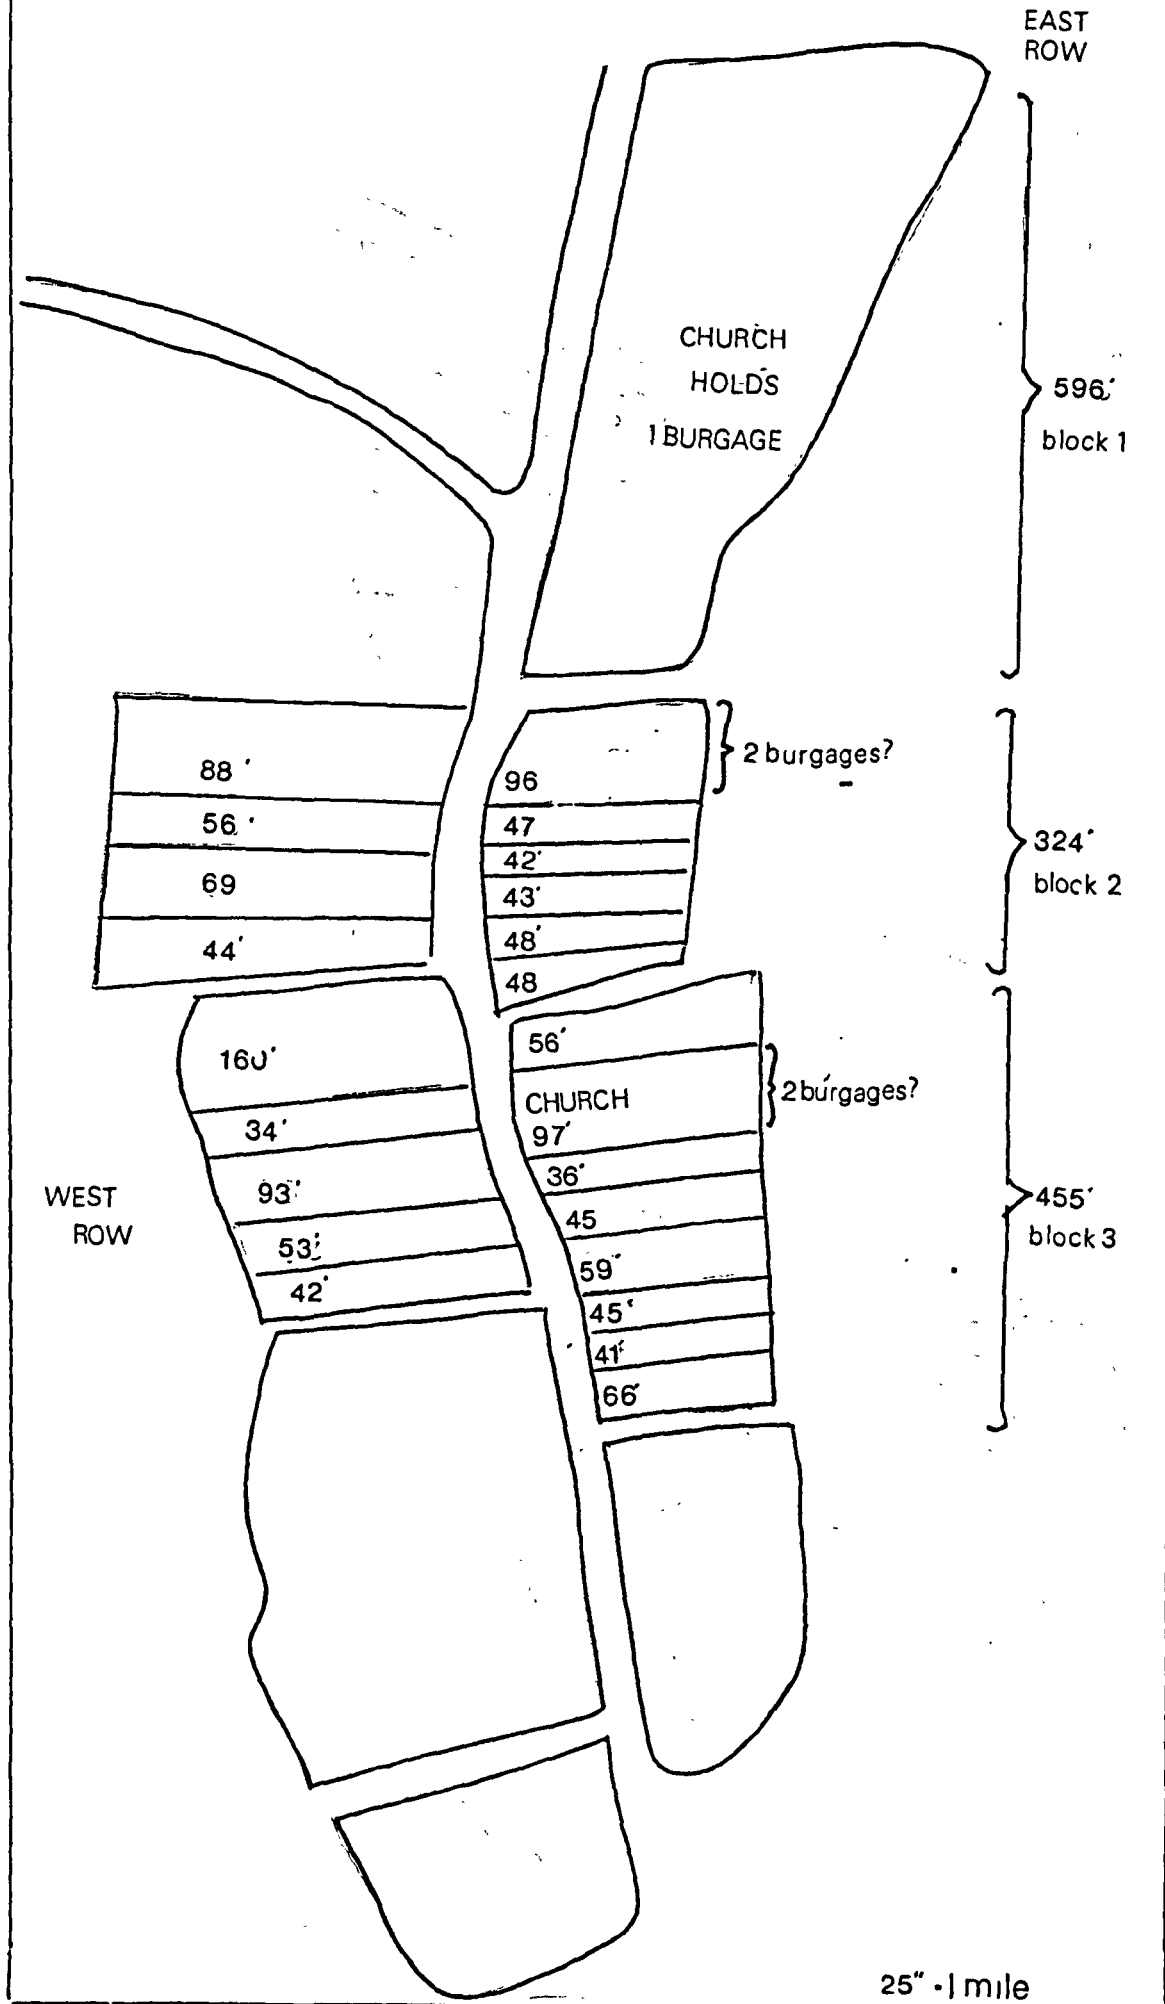 EAST
ROW
CHURCH
HOLDS
1 BURGAGE
596'
block 1
88'
56'
69
44'
96
47
42'
43'
48'
48
2 burgages?
324'
block 2
160'
34'
93'
53'
42'
WEST
ROW
56'
CHURCH
97'
36'
45
59'
45'
41'
66'
2 burgages?
455'
block 3
25" · 1 mile